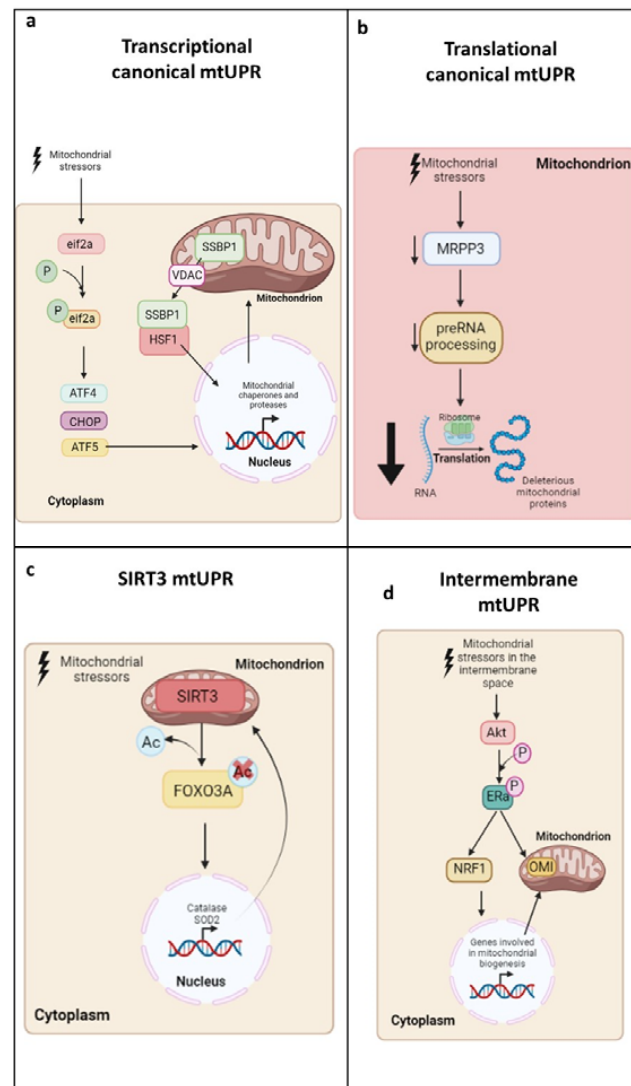 a
Transcriptional
canonical mtUPR
Mitochondrial
stressors
eif2a
P
P
eif2a
ATF4
CHOP
ATF5
SSBP1
VDAC
Mitochondrion
SSBP1
HSF1
Mitochondrial
chaperones and
proteases
Nucleus
Cytoplasm
b
Translational
canonical mtUPR
Mitochondrion
Mitochondrial
stressors
MRPP3
preRNA
processing
Ribosome
Translation
RNA
Deleterious
mitochondrial
proteins
c
SIRT3 mtUPR
Mitochondrial
stressors
Mitochondrion
SIRT3
Ac
Ac
FOXO3A
Catalase
SOD2
Nucleus
Cytoplasm
d
Intermembrane
mtUPR
Mitochondrial
stressors in the
intermembrane
space
Akt
P
P
ERa
Mitochondrion
NRF1
OMI
Genes involved
in mitochondrial
biogenesis
Cytoplasm